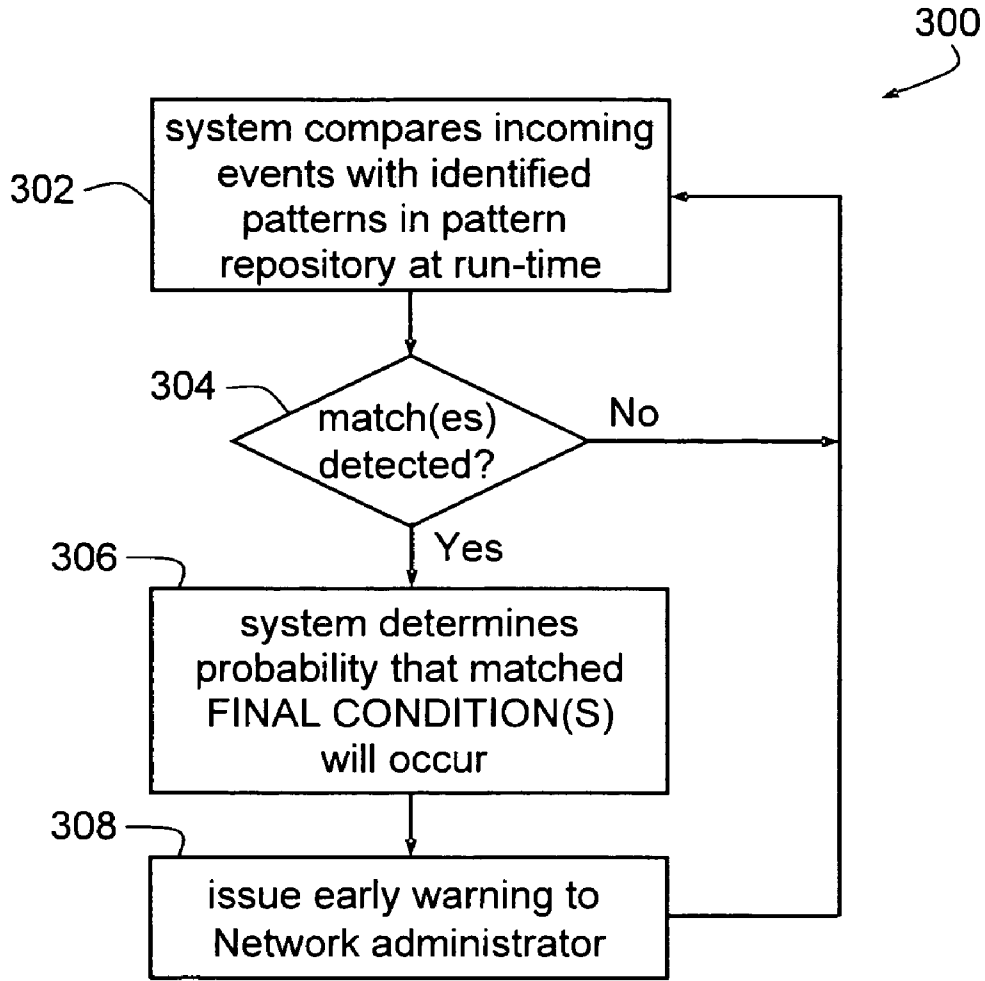 300
system compares incoming
events with identified
patterns in pattern
repository at run-time
302
304
match(es)
detected?
No
Yes
306
system determines
probability that matched
FINAL CONDITION(S)
will occur
308
issue early warning to
Network administrator